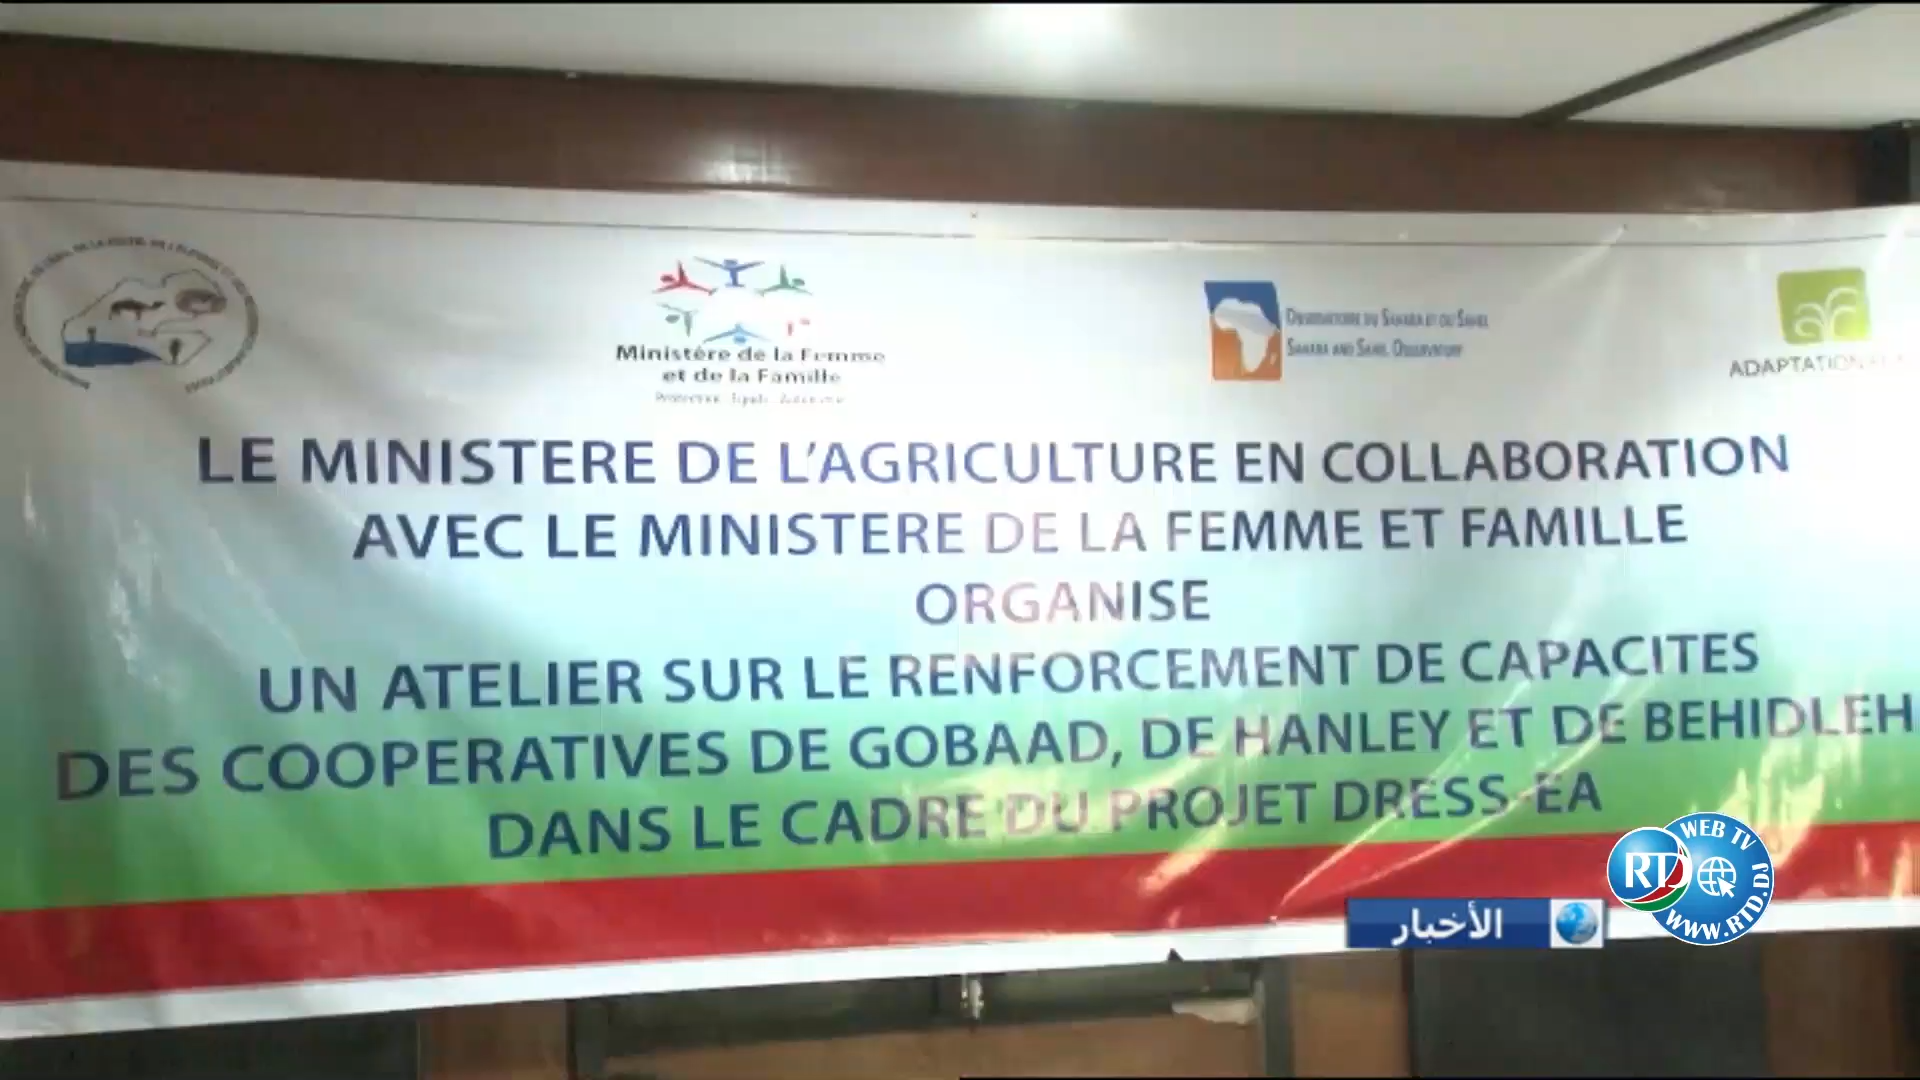 Ministère de la Femme
et de la Famille
OBSERVATOIRE DU SAHARA ET DU SAHEL
SAHARA AND SAHEL OBSERVATORY
ADAPTATION
LE MINISTERE DE L'AGRICULTURE EN COLLABORATION
AVEC LE MINISTERE DE LA FEMME ET FAMILLE
ORGANISE
UN ATELIER SUR LE RENFORCEMENT DE CAPACITES
DES COOPERATIVES DE GOBAAD, DE HANLEY ET DE BEHIDLEH
DANS LE CADRE DU PROJET DRESS-EA
الأخبار
RTD
WEB TV
WWW.RTD.DJ